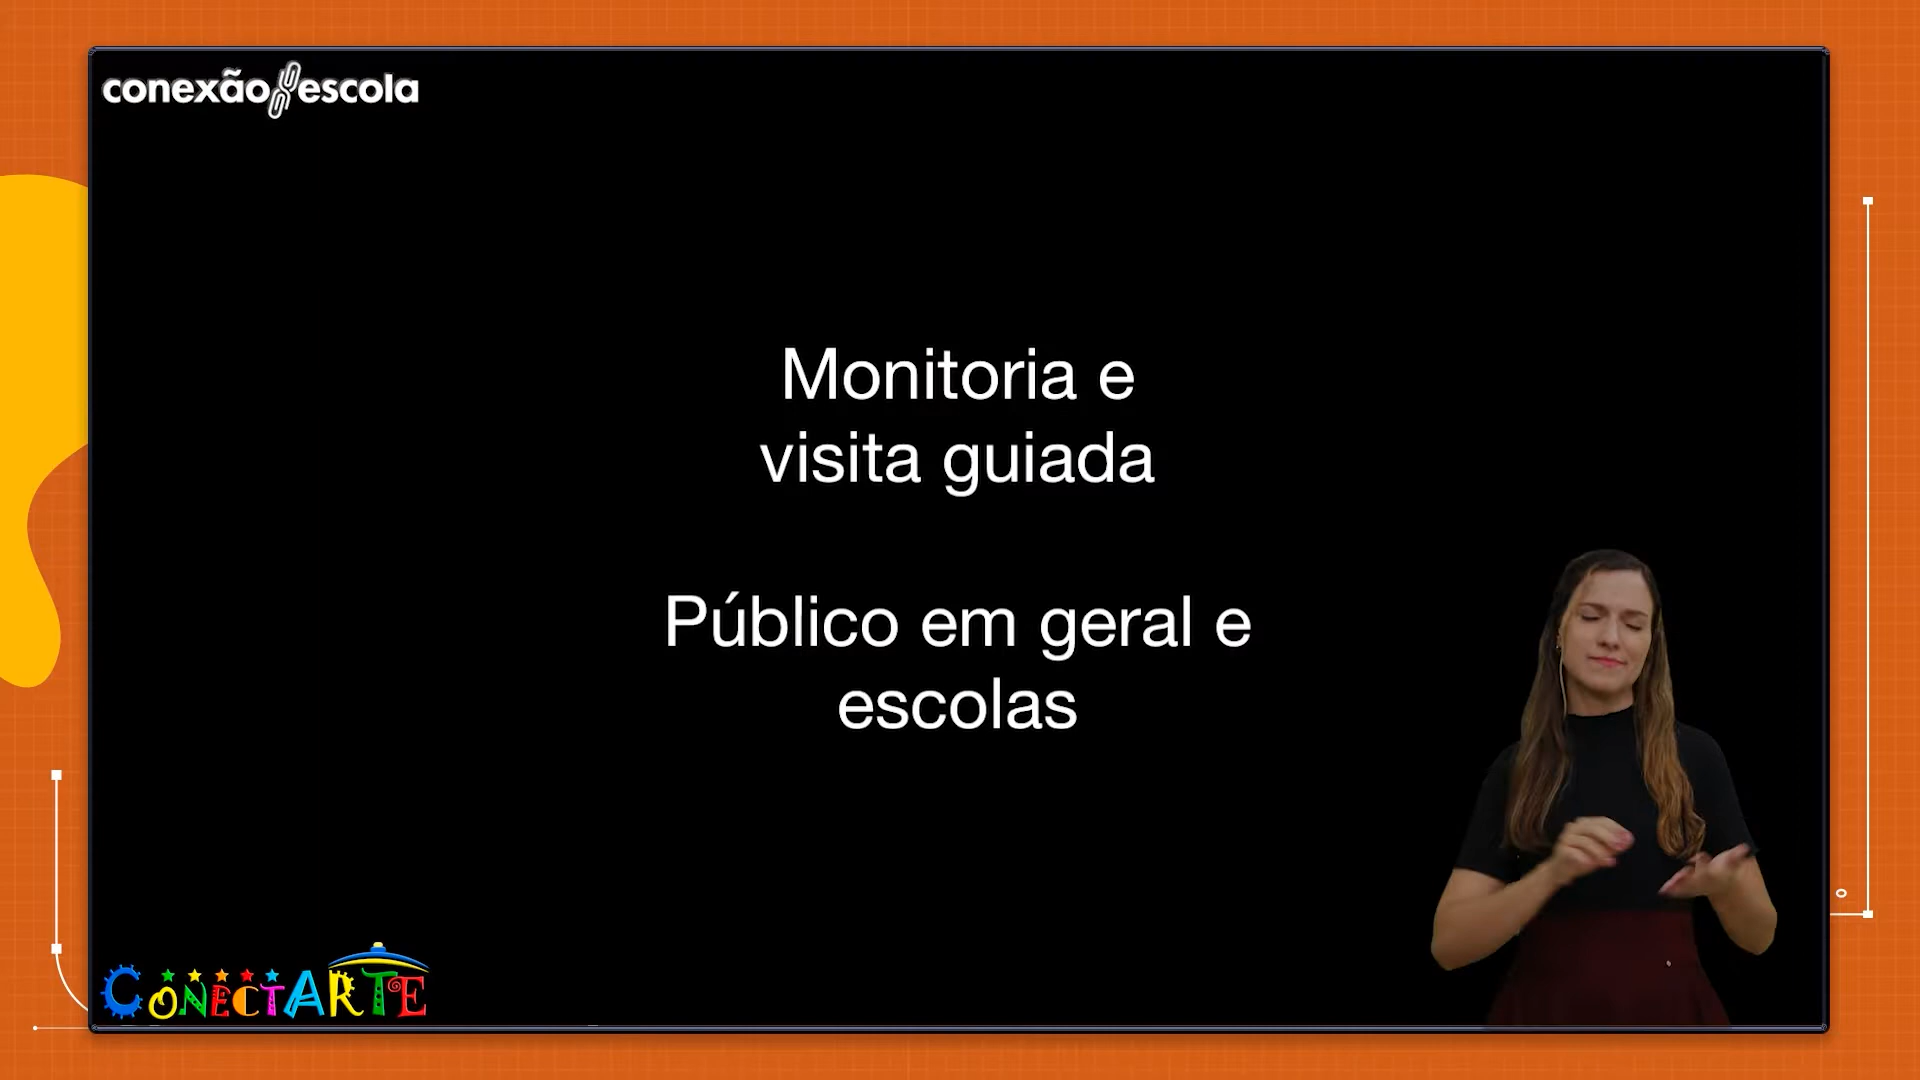 conexão escola
Monitoria e
visita guiada
Público em geral e
escolas
CONECTARTE